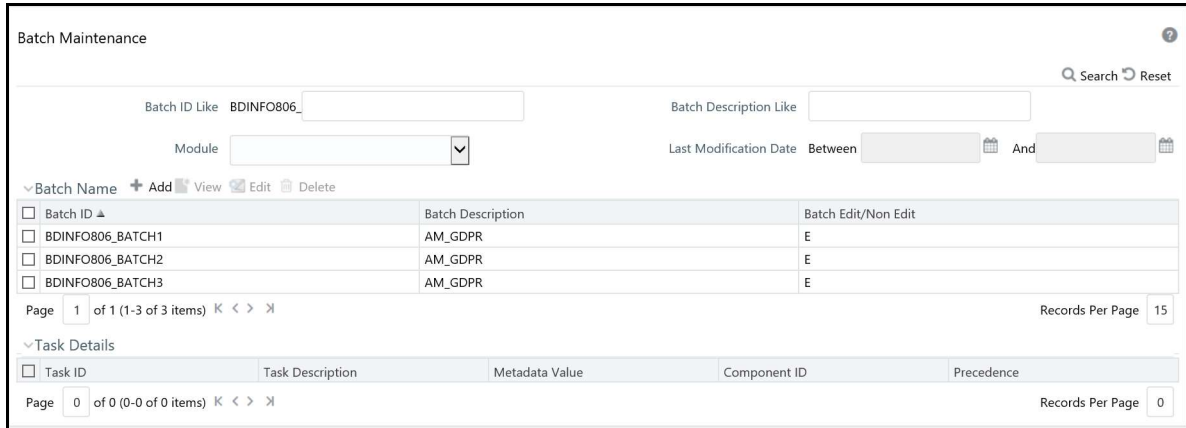 Batch Maintenance
Search Reset
Batch ID Like BDINFO806_ Batch Description Like
Module Last Modification Date Between And
Batch Name Add View Edit Delete
Batch ID Batch Description Batch Edit/Non Edit
BDINFO806_BATCH1 AM_GDPR E
BDINFO806_BATCH2 AM_GDPR E
BDINFO806_BATCH3 AM_GDPR E
Page 1 of 1 (1-3 of 3 items) Records Per Page 15
Task Details
Task ID Task Description Metadata Value Component ID Precedence
Page 0 of 0 (0-0 of 0 items) Records Per Page 0